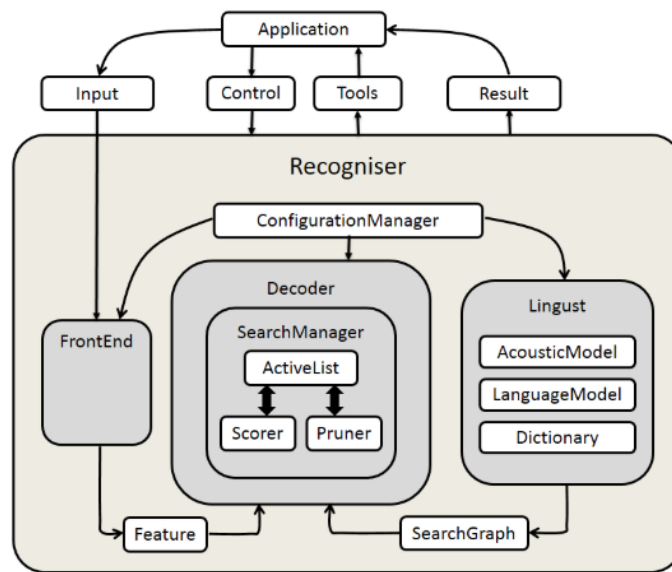 Application
Input
Control
Tools
Result
Recogniser
ConfigurationManager
Decoder
Lingust
FrontEnd
SearchManager
AcousticModel
ActiveList
LanguageModel
Scorer
Pruner
Dictionary
Feature
SearchGraph